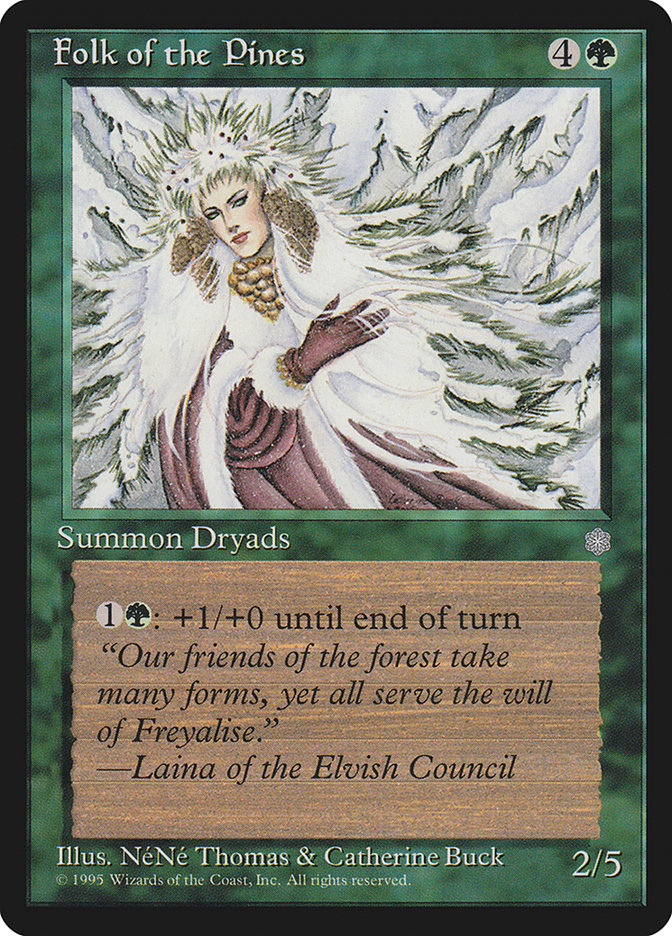 Folk of the Pines 4
Summon Dryads
1: +1/+0 until end of turn
“Our friends of the forest take
many forms, yet all serve the will
of Freyalise.”
—Laina of the Elvish Council
Illus. NéNé Thomas & Catherine Buck
2/5
© 1995 Wizards of the Coast, Inc. All rights reserved.